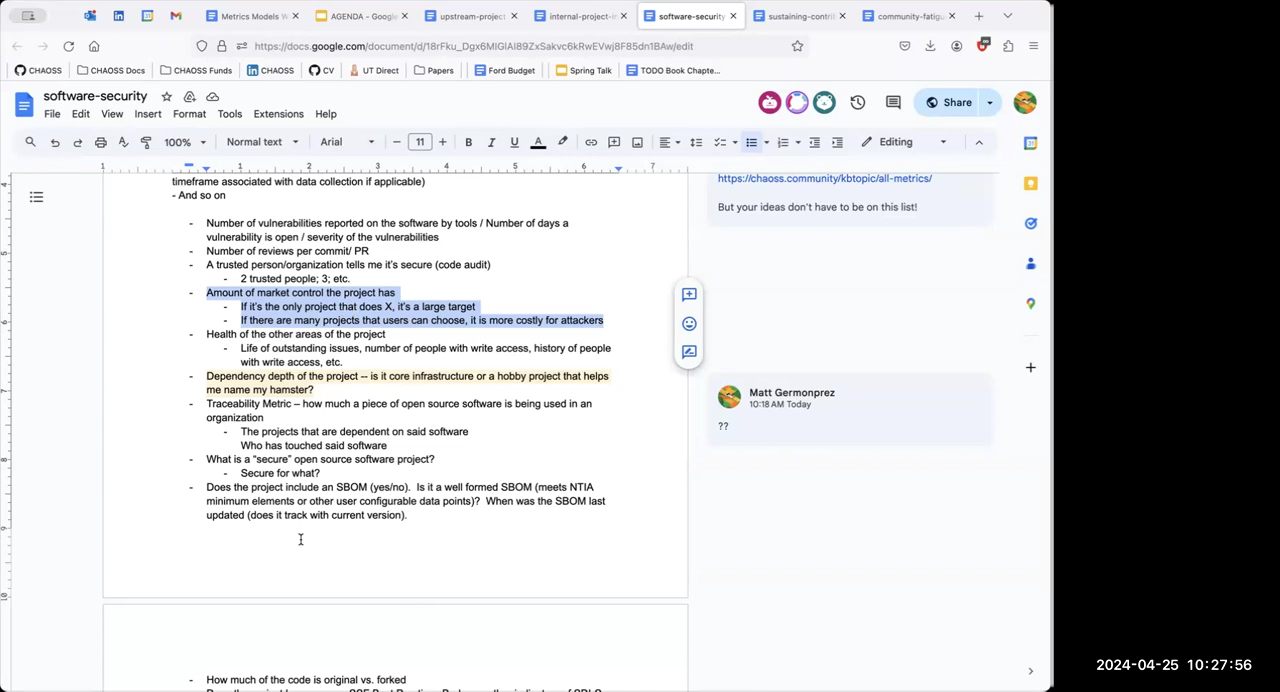 Metrics Models W
AGENDA - Google
upstream-project
internal-project-in
software-security
sustaining-contri
community-fatigu
https://docs.google.com/document/d/18rFku_Dgx6MIGIAI89ZxSakvc6kRwEVwj8F85dn1BAw/edit
CHAOSS
CHAOSS Docs
CHAOSS Funds
CHAOSS
CV
UT Direct
Papers
Ford Budget
Spring Talk
TODO Book Chapte...
software-security
File Edit View Insert Format Tools Extensions Help
Share
100%
Normal text
Arial
11
Editing
1 1 2 3 4 5 6 7
timeframe associated with data collection if applicable)
- And so on
- Number of vulnerabilities reported on the software by tools / Number of days a
vulnerability is open / severity of the vulnerabilities
- Number of reviews per commit/ PR
- A trusted person/organization tells me it's secure (code audit)
- 2 trusted people; 3; etc.
- Amount of market control the project has
- If it's the only project that does X, it's a large target
- If there are many projects that users can choose, it is more costly for attackers
- Health of the other areas of the project
- Life of outstanding issues, number of people with write access, history of people
with write access, etc.
- Dependency depth of the project -- is it core infrastructure or a hobby project that helps
me name my hamster?
- Traceability Metric – how much a piece of open source software is being used in an
organization
- The projects that are dependent on said software
Who has touched said software
- What is a "secure" open source software project?
- Secure for what?
- Does the project include an SBOM (yes/no). Is it a well formed SBOM (meets NTIA
minimum elements or other user configurable data points)? When was the SBOM last
updated (does it track with current version).
- How much of the code is original vs. forked
https://chaoss.community/kbtopic/all-metrics/
But your ideas don't have to be on this list!
Matt Germonprez
10:18 AM Today
??
2024-04-25 10:27:56